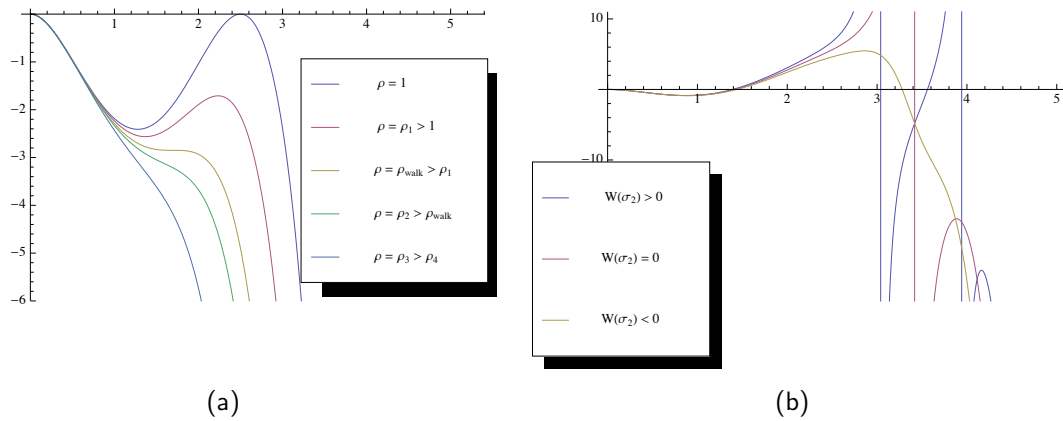 1
2
3
4
5
−1
−2
−3
−4
−5
−6
ρ = 1
ρ = ρ₁ > 1
ρ = ρwalk > ρ₁
ρ = ρ₂ > ρwalk
ρ = ρ₃ > ρ₄
(a)
10
1
2
3
4
5
−10
W(σ₂) > 0
W(σ₂) = 0
W(σ₂) < 0
(b)